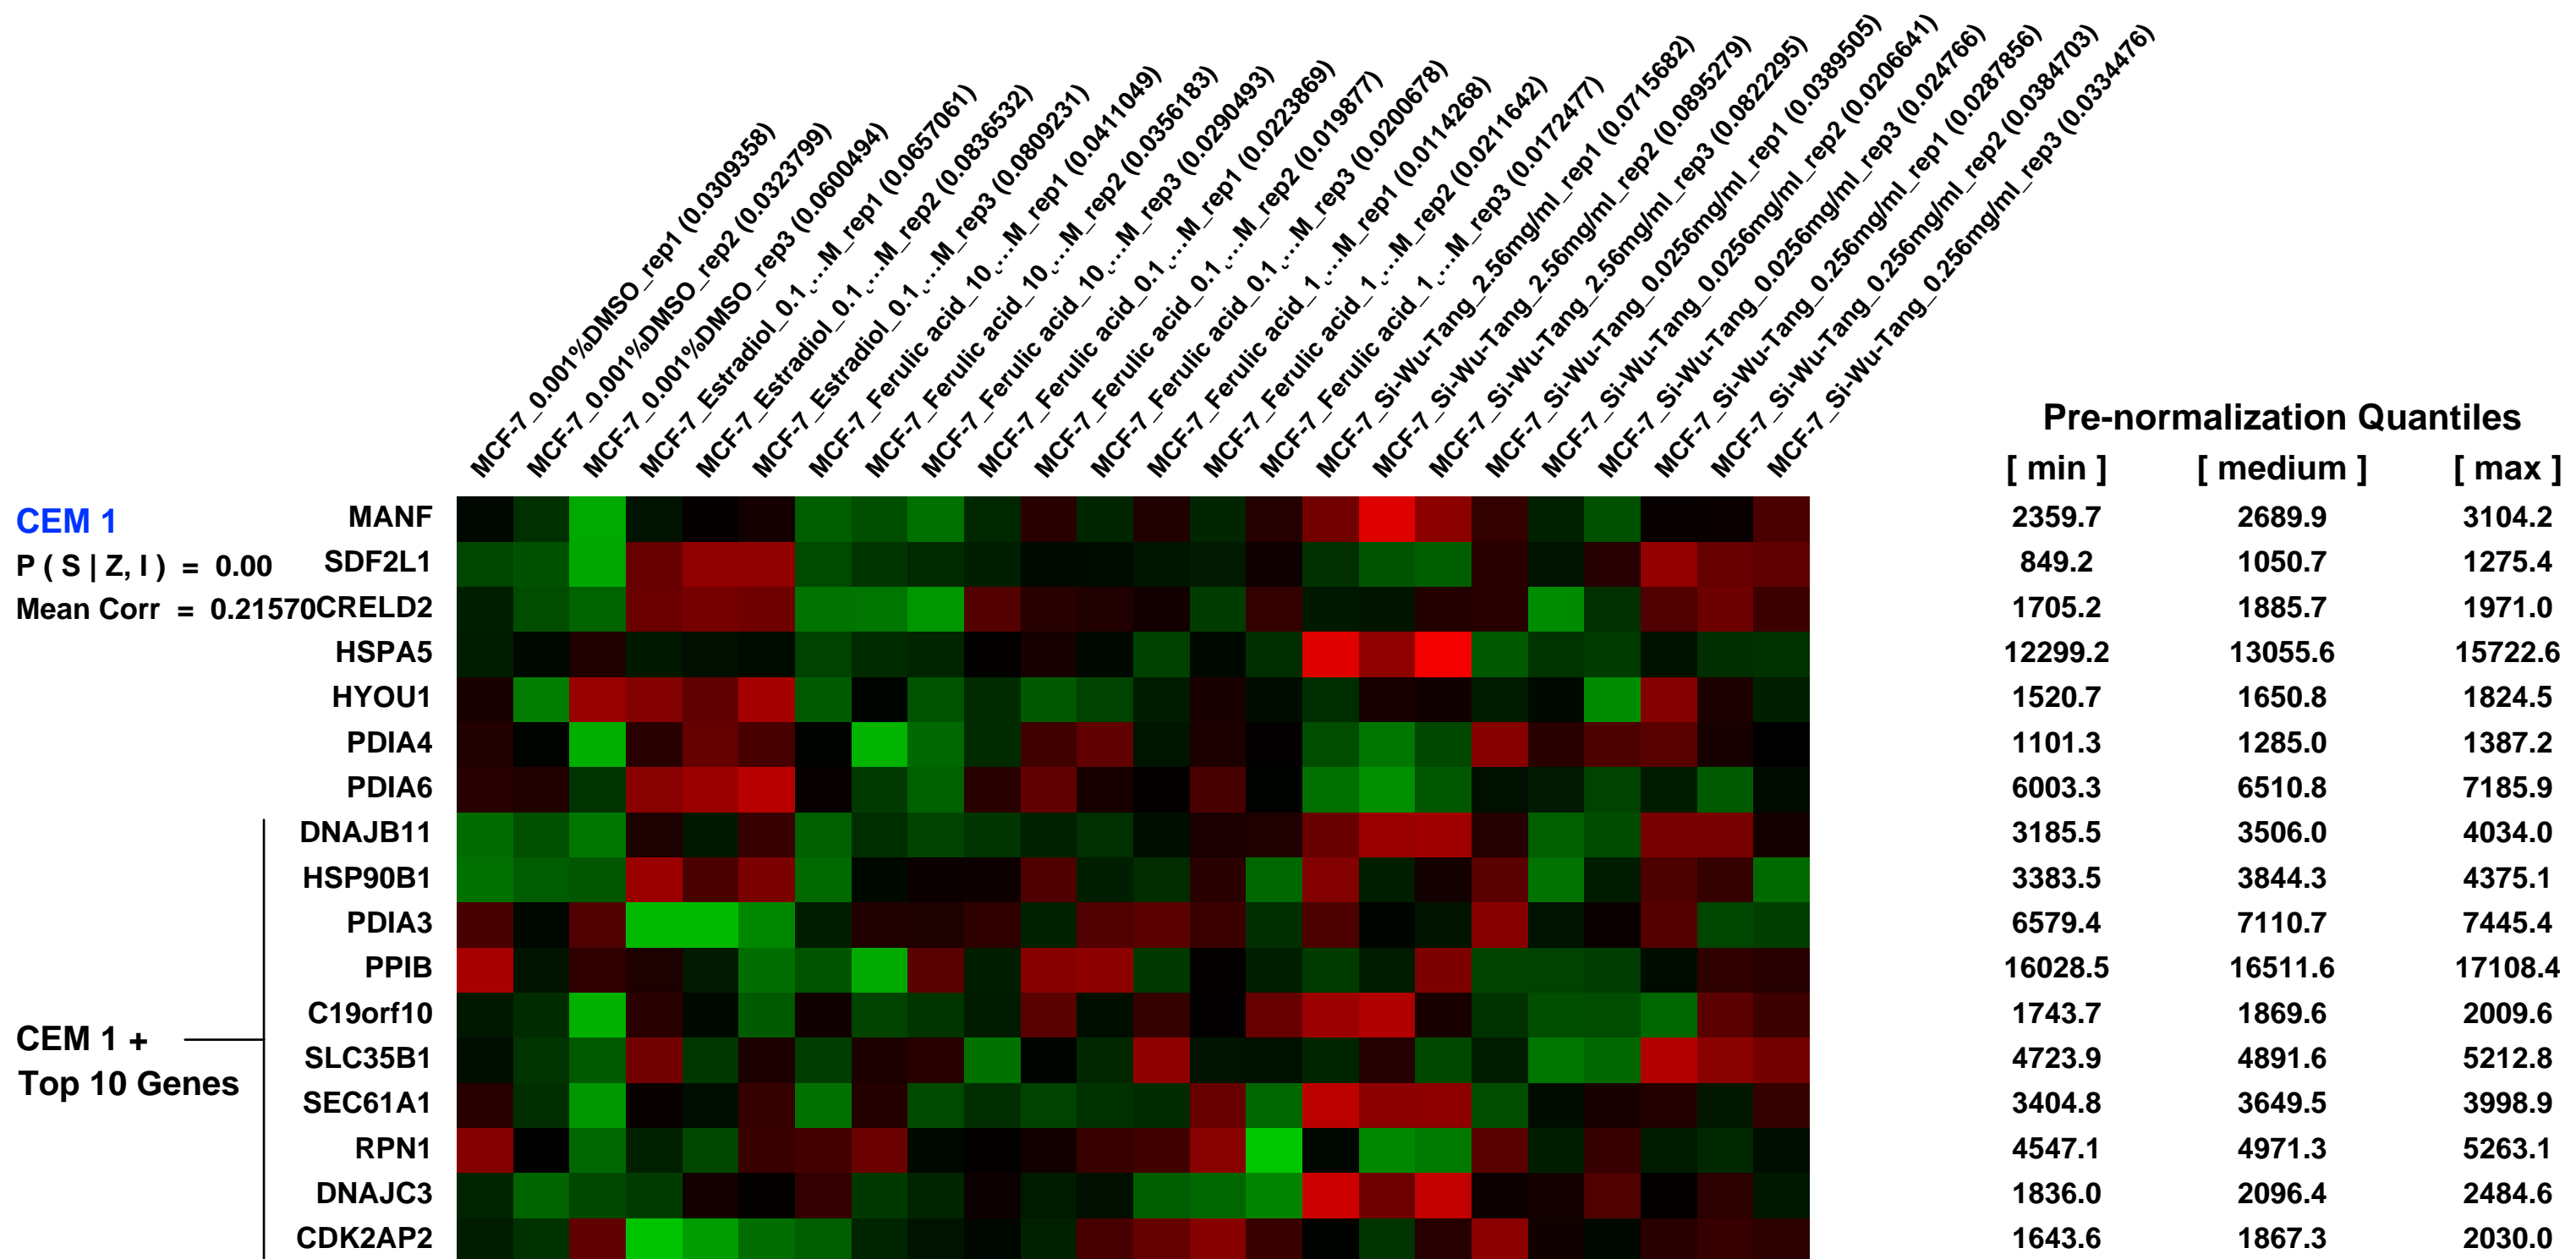 MCF-7_0.001%DMSO_rep1 (0.0309358)
MCF-7_0.001%DMSO_rep2 (0.0323799)
MCF-7_0.001%DMSO_rep3 (0.0600494)
MCF-7_Estradiol_0.1¸…M_rep1 (0.0657061)
MCF-7_Estradiol_0.1¸…M_rep2 (0.0836532)
MCF-7_Estradiol_0.1¸…M_rep3 (0.0809231)
MCF-7_Ferulic acid_10¸…M_rep1 (0.0411049)
MCF-7_Ferulic acid_10¸…M_rep2 (0.0356183)
MCF-7_Ferulic acid_10¸…M_rep3 (0.0290493)
MCF-7_Ferulic acid_0.1¸…M_rep1 (0.0223869)
MCF-7_Ferulic acid_0.1¸…M_rep2 (0.019877)
MCF-7_Ferulic acid_0.1¸…M_rep3 (0.0200678)
MCF-7_Ferulic acid_1¸…M_rep1 (0.0114268)
MCF-7_Ferulic acid_1¸…M_rep2 (0.0211642)
MCF-7_Ferulic acid_1¸…M_rep3 (0.0172477)
MCF-7_Si-Wu-Tang_2.56mg/ml_rep1 (0.0715682)
MCF-7_Si-Wu-Tang_2.56mg/ml_rep2 (0.0895279)
MCF-7_Si-Wu-Tang_2.56mg/ml_rep3 (0.0822295)
MCF-7_Si-Wu-Tang_0.0256mg/ml_rep1 (0.0389505)
MCF-7_Si-Wu-Tang_0.0256mg/ml_rep2 (0.0206641)
MCF-7_Si-Wu-Tang_0.0256mg/ml_rep3 (0.024766)
MCF-7_Si-Wu-Tang_0.256mg/ml_rep1 (0.0287856)
MCF-7_Si-Wu-Tang_0.256mg/ml_rep2 (0.0384703)
MCF-7_Si-Wu-Tang_0.256mg/ml_rep3 (0.0334476)
Pre-normalization Quantiles
[ min ] [ medium ] [ max ]
CEM 1 MANF 2359.7 2689.9 3104.2
P ( S | Z, I ) = 0.00 SDF2L1 849.2 1050.7 1275.4
Mean Corr = 0.21570 CRELD2 1705.2 1885.7 1971.0
HSPA5 12299.2 13055.6 15722.6
HYOU1 1520.7 1650.8 1824.5
PDIA4 1101.3 1285.0 1387.2
PDIA6 6003.3 6510.8 7185.9
DNAJB11 3185.5 3506.0 4034.0
HSP90B1 3383.5 3844.3 4375.1
PDIA3 6579.4 7110.7 7445.4
PPIB 16028.5 16511.6 17108.4
C19orf10 1743.7 1869.6 2009.6
CEM 1 +
SLC35B1 4723.9 4891.6 5212.8
Top 10 Genes
SEC61A1 3404.8 3649.5 3998.9
RPN1 4547.1 4971.3 5263.1
DNAJC3 1836.0 2096.4 2484.6
CDK2AP2 1643.6 1867.3 2030.0